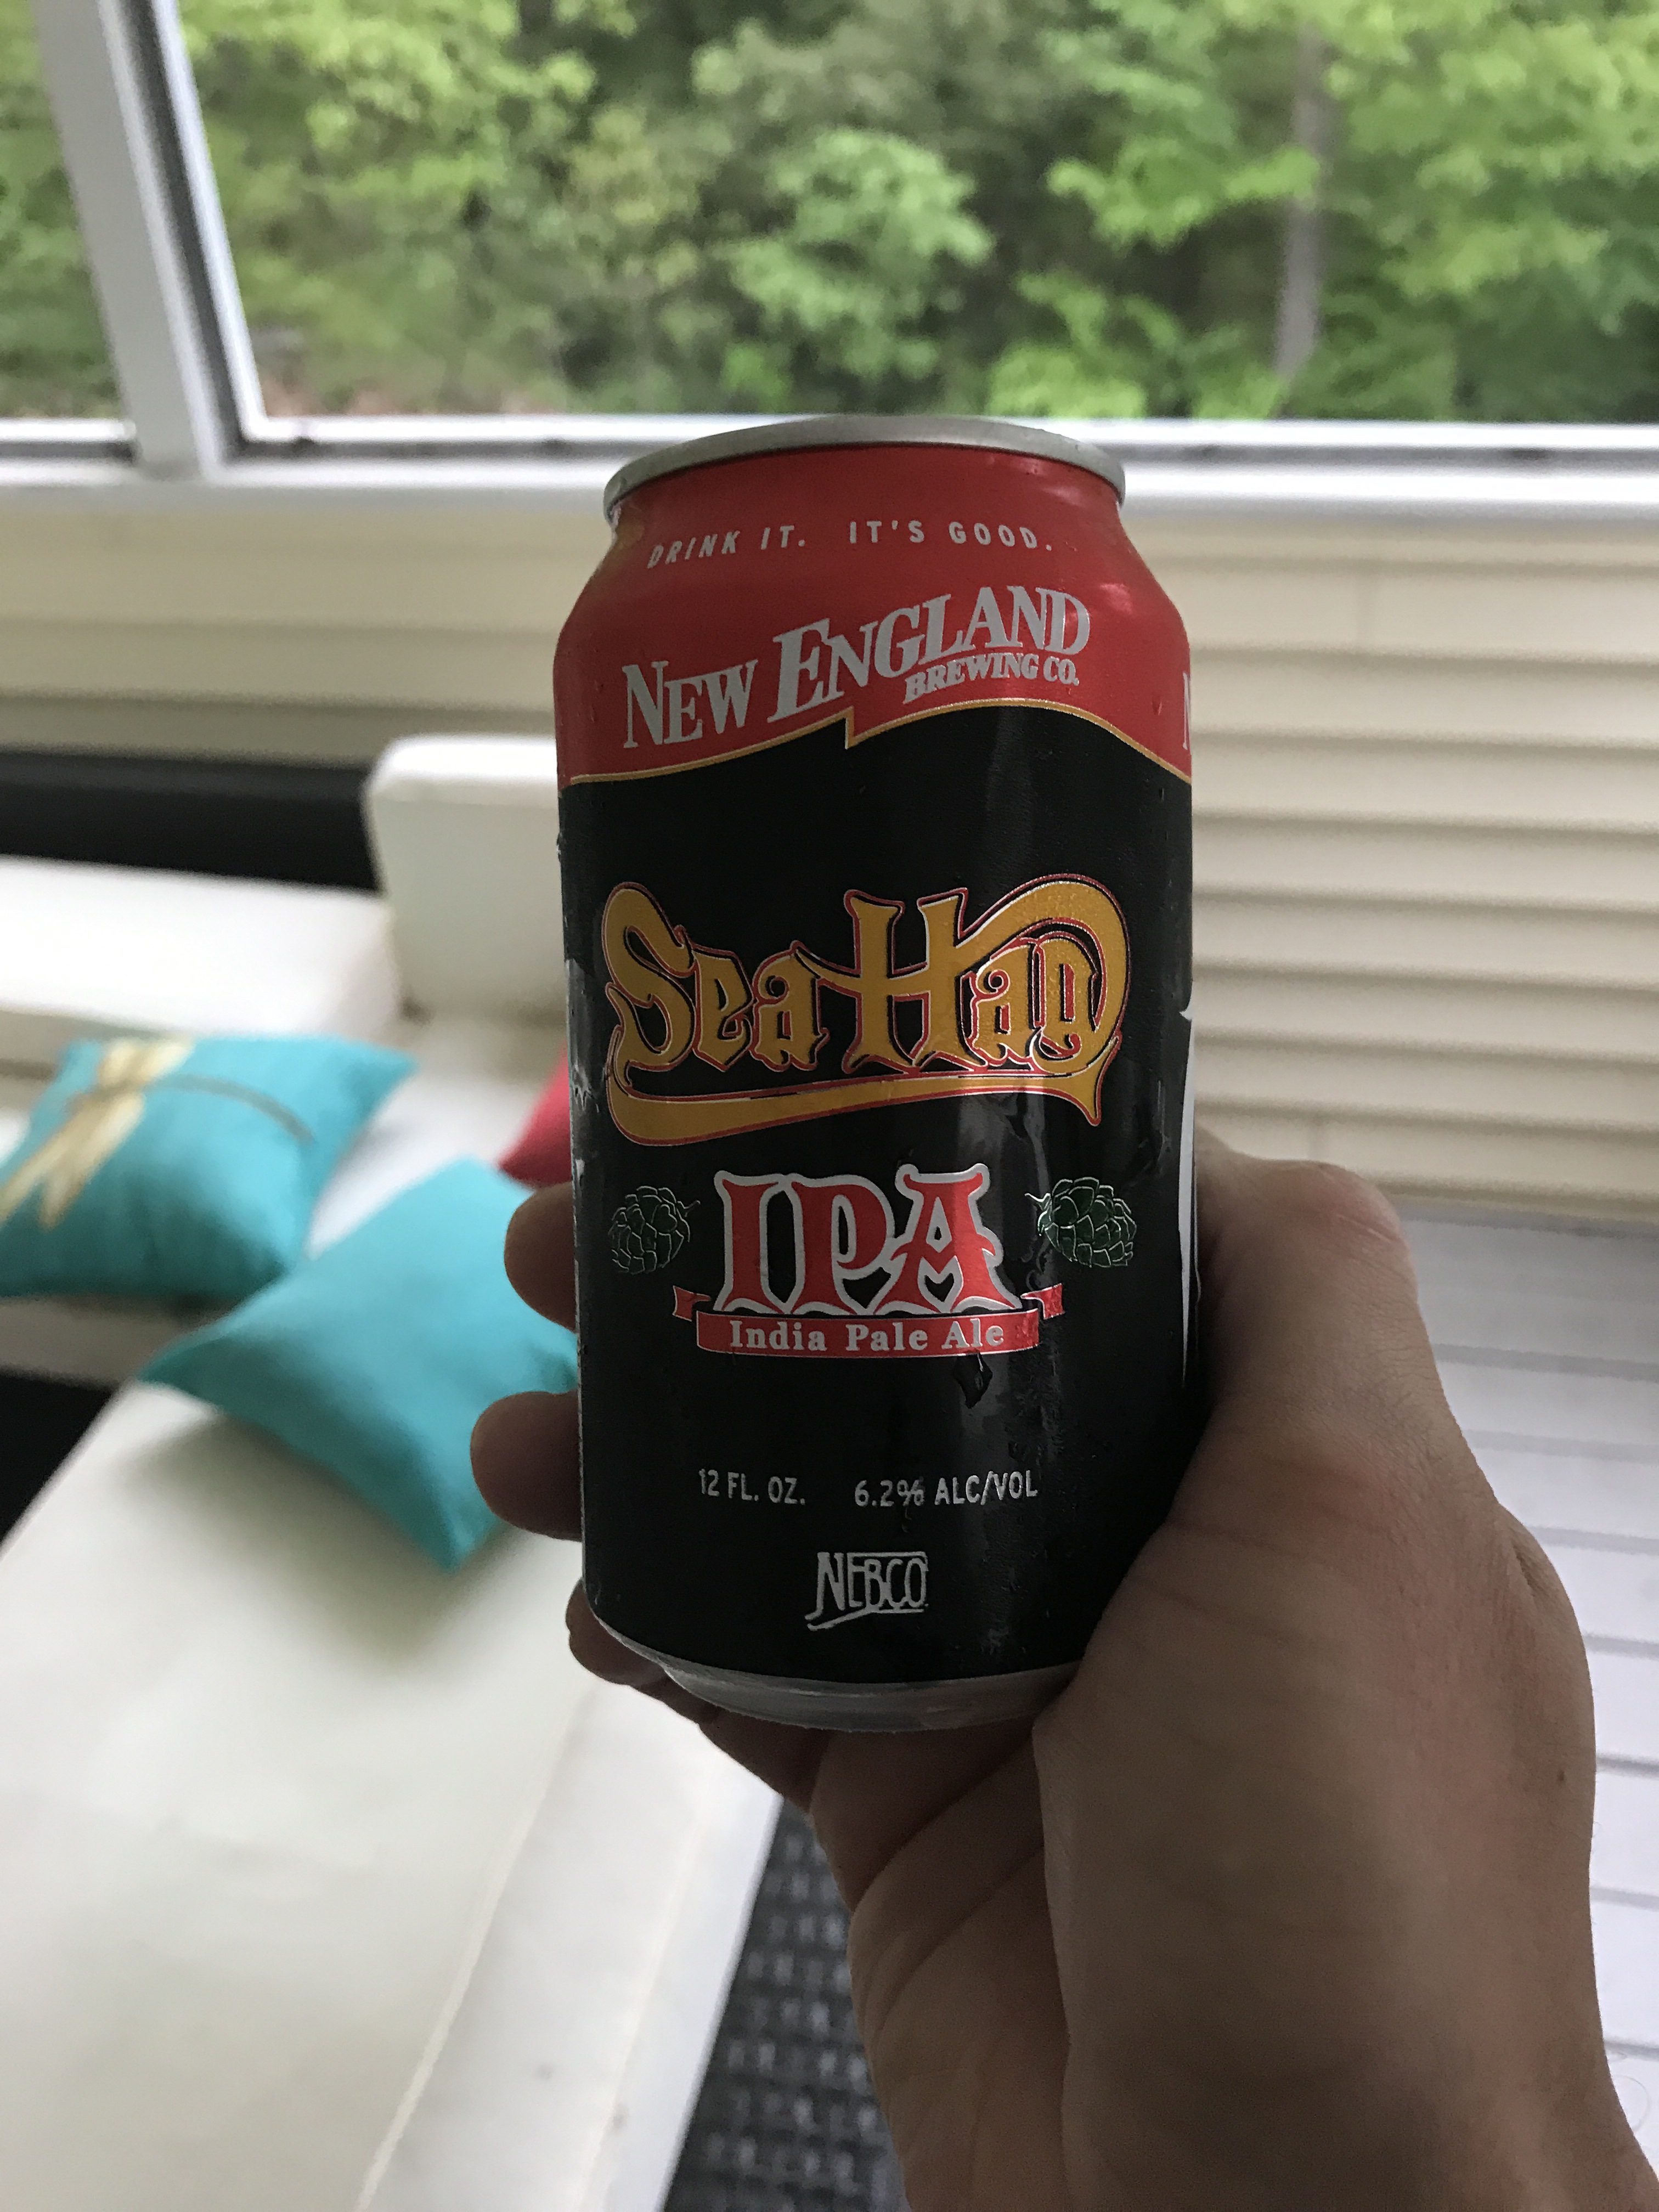 DRINK IT. IT'S GOOD.
NEW ENGLAND
BREWING CO.
Sea Hag
IPA
India Pale Ale
12 FL. OZ. 6.2% ALC/VOL
NEBCO